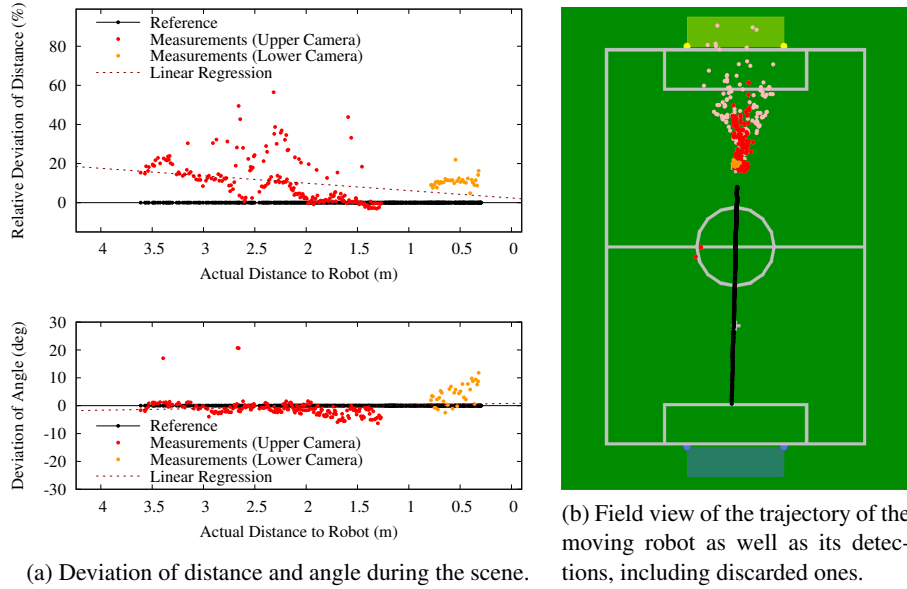 Relative Deviation of Distance (%)
80
60
40
20
0
Reference
Measurements (Upper Camera)
Measurements (Lower Camera)
Linear Regression
4 3.5 3 2.5 2 1.5 1 0.5 0
Actual Distance to Robot (m)
Deviation of Angle (deg)
30
20
10
0
-10
-20
-30
Reference
Measurements (Upper Camera)
Measurements (Lower Camera)
Linear Regression
4 3.5 3 2.5 2 1.5 1 0.5 0
Actual Distance to Robot (m)
(a) Deviation of distance and angle during the scene.
(b) Field view of the trajectory of the
moving robot as well as its detec-
tions, including discarded ones.